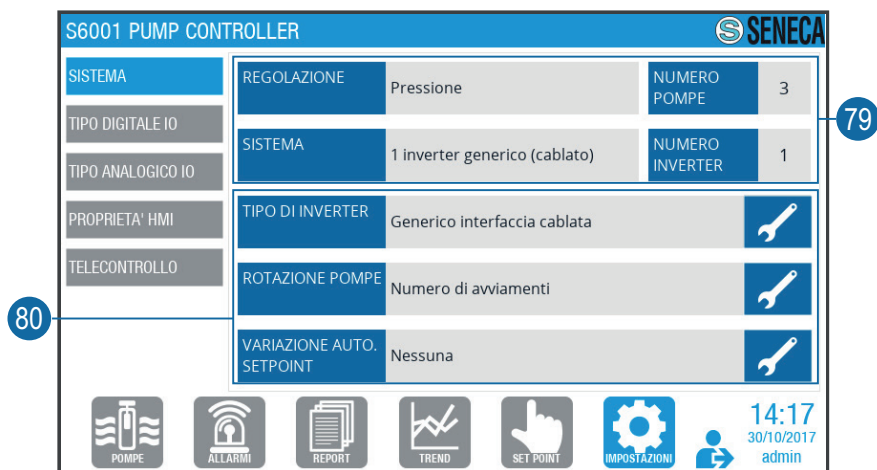 S6001 PUMP CONTROLLER
S SENECA
SISTEMA
TIPO DIGITALE IO
TIPO ANALOGICO IO
PROPRIETA' HMI
TELECONTROLLO
REGOLAZIONE
Pressione
NUMERO
POMPE
3
79
SISTEMA
1 inverter generico (cablato)
NUMERO
INVERTER
1
TIPO DI INVERTER
Generico interfaccia cablata
ROTAZIONE POMPE
Numero di avviamenti
80
VARIAZIONE AUTO.
SETPOINT
Nessuna
POMPE
ALLARMI
REPORT
TREND
SET POINT
IMPOSTAZIONI
14:17
30/10/2017
admin